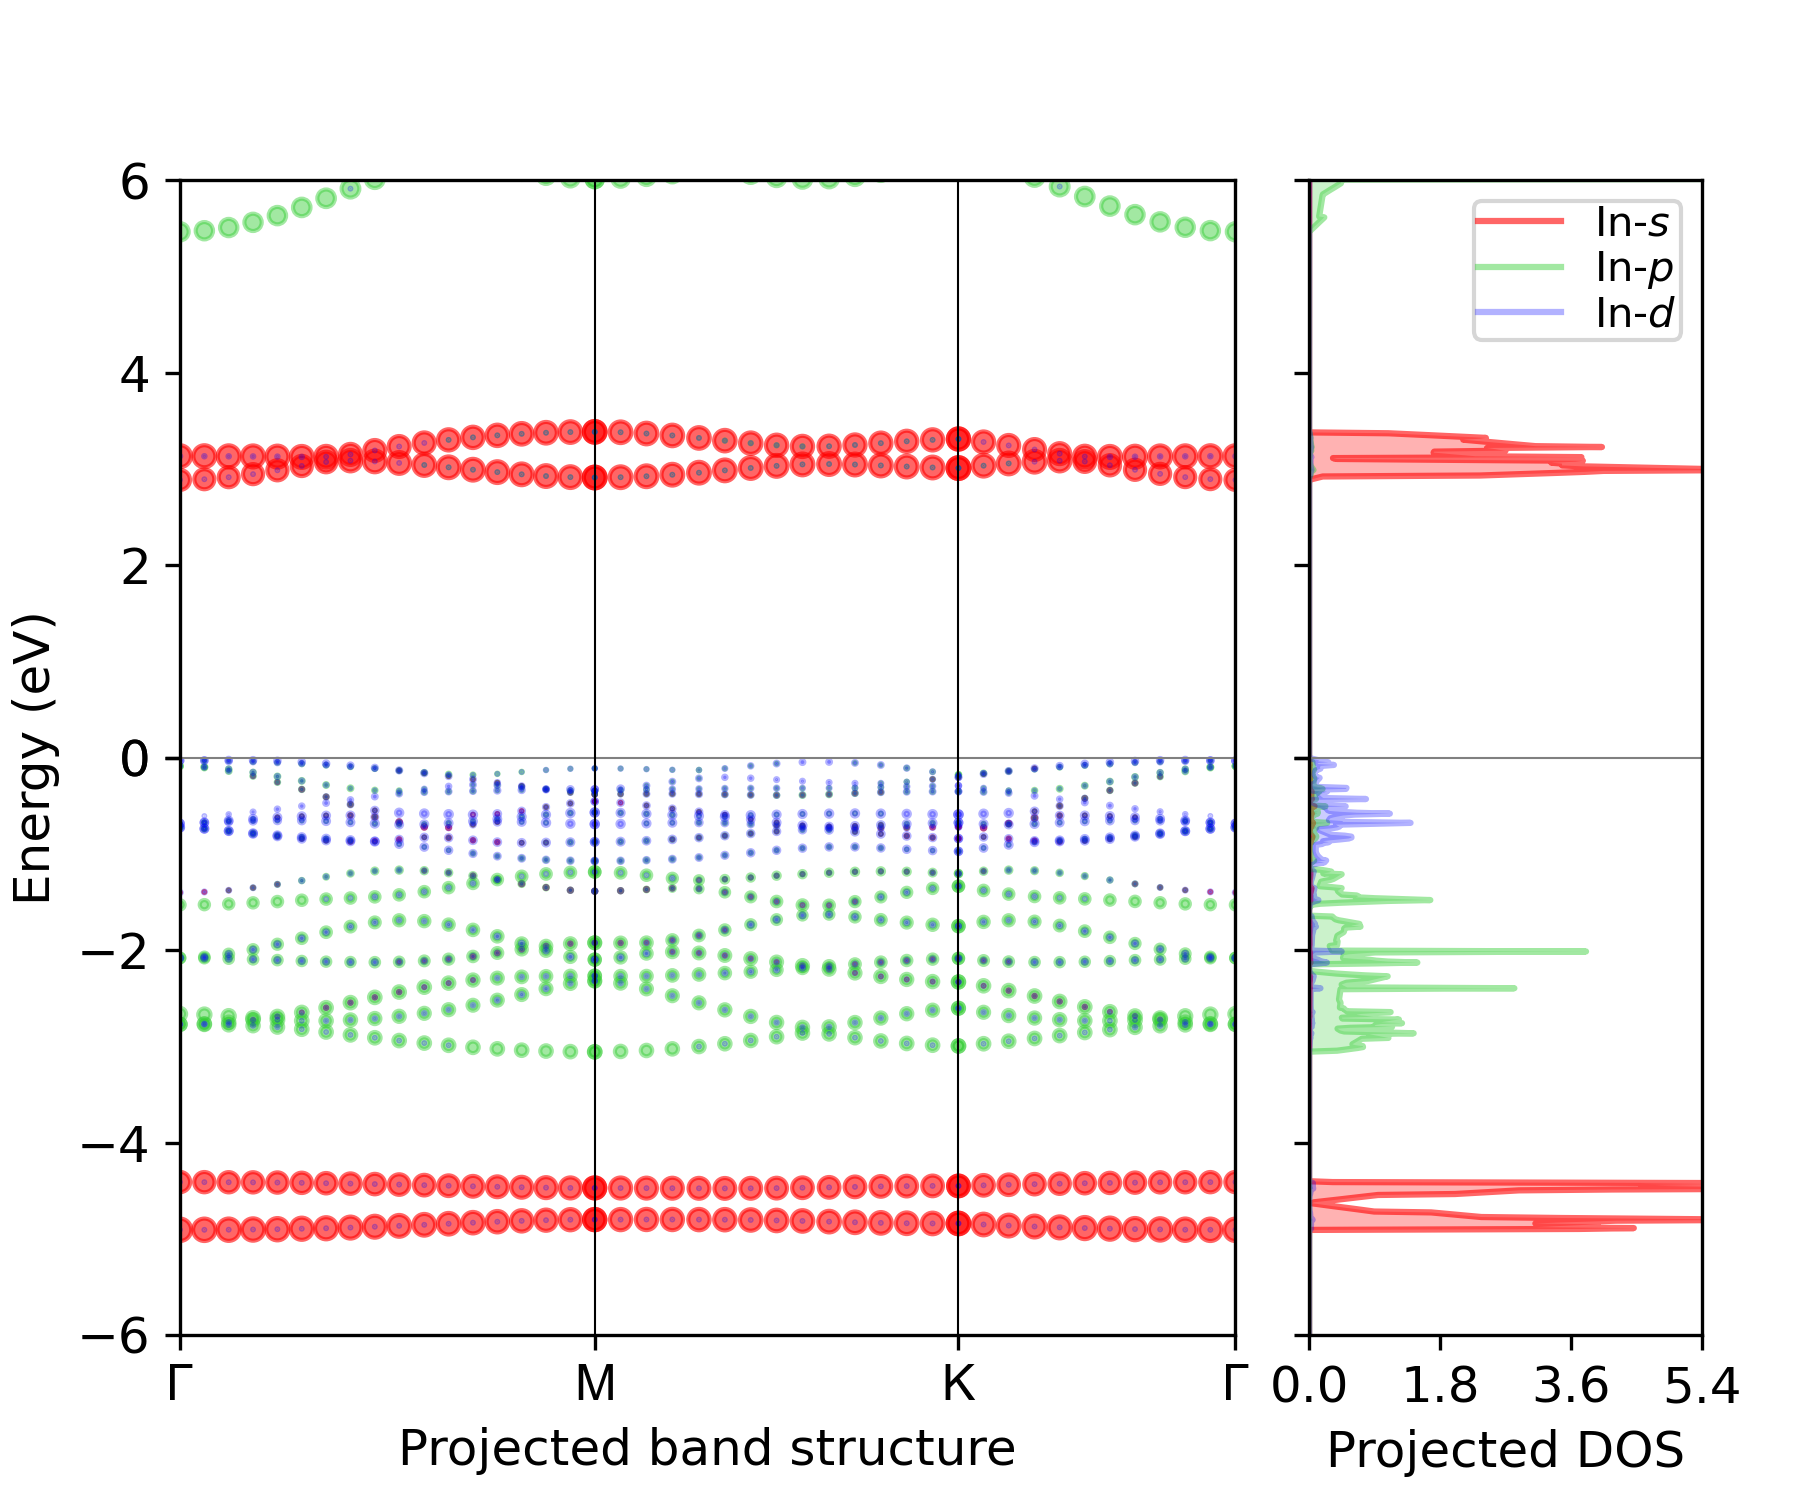 6
4
2
0
−2
−4
−6
Energy (eV)
Γ
M
K
Γ
Projected band structure
In-s
In-p
In-d
0.0
1.8
3.6
5.4
Projected DOS